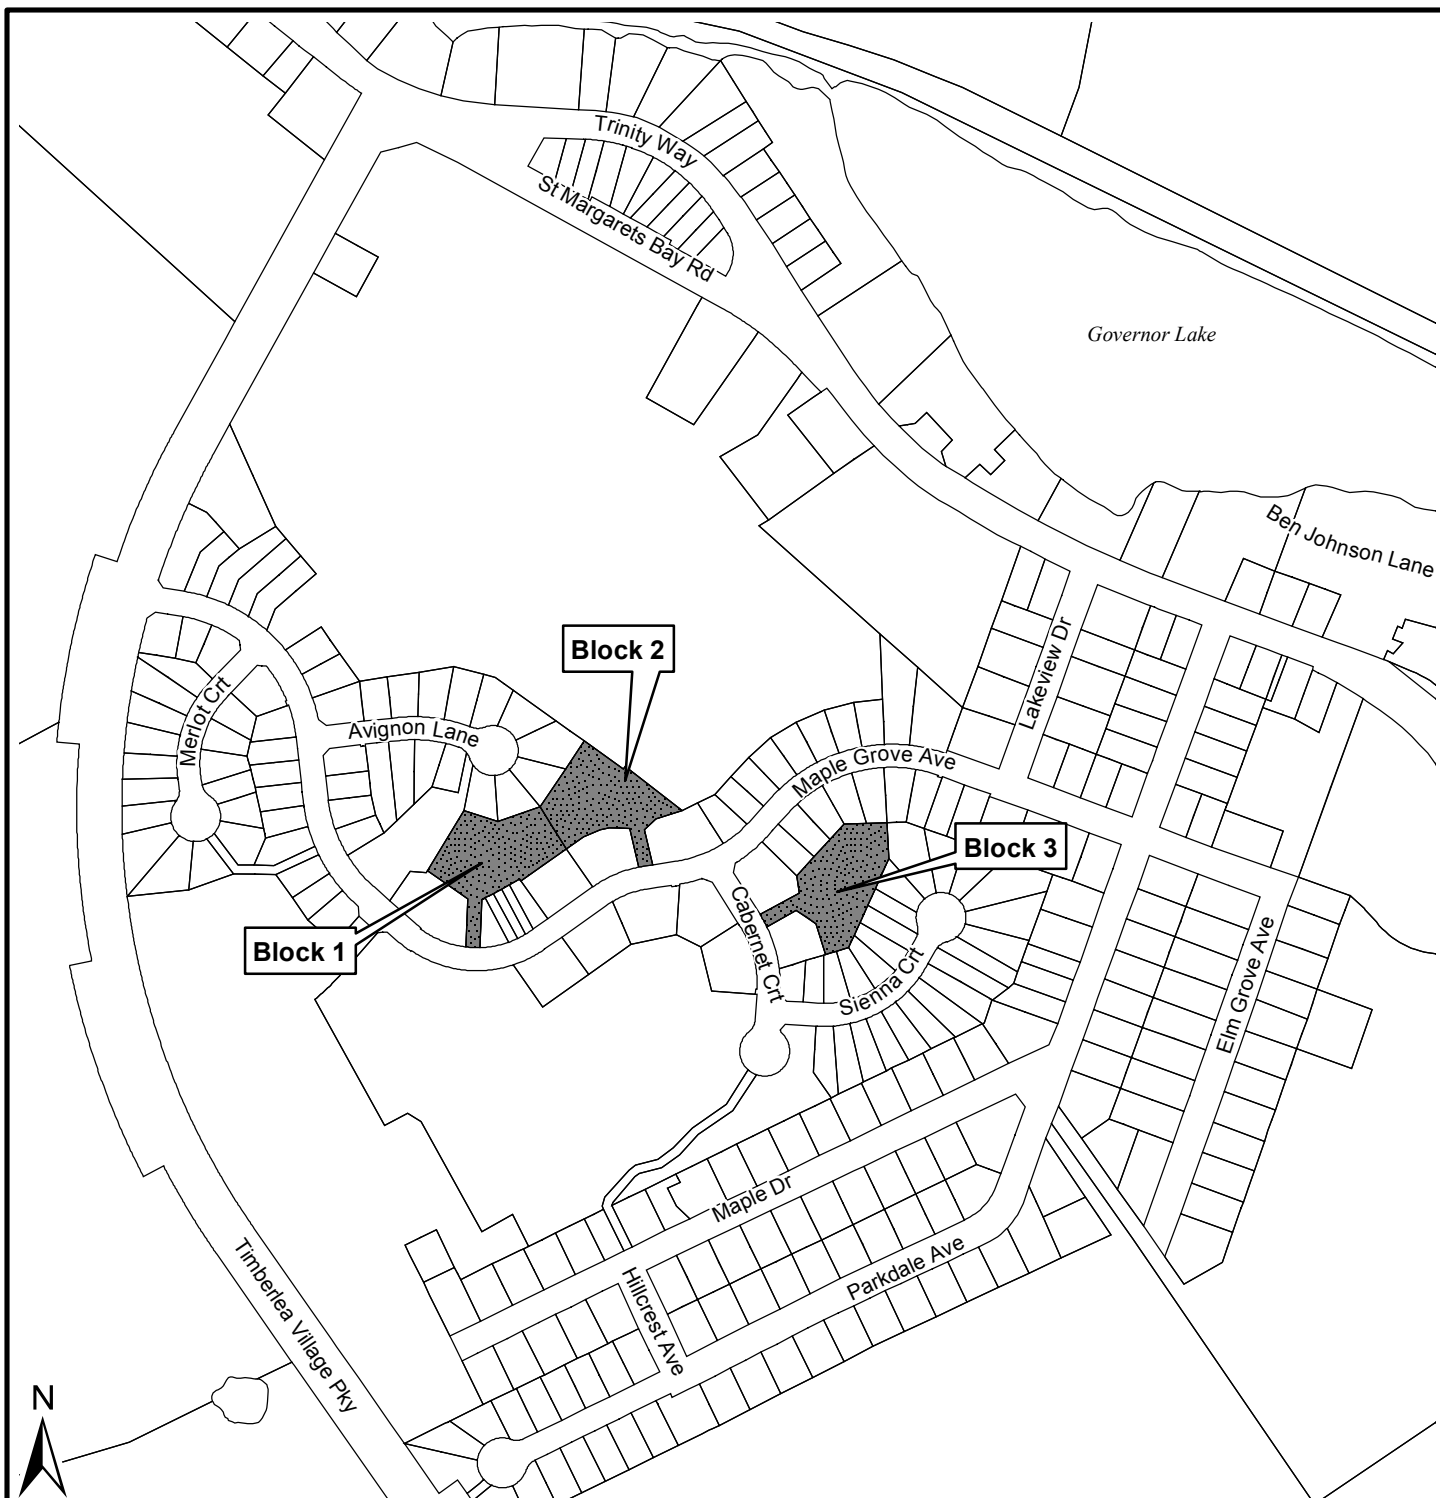 Trinity Way
St Margarets Bay Rd
Governor Lake
Ben Johnson Lane
Block 2
Lakeview Dr
Merlot Crt
Avignon Lane
Maple Grove Ave
Block 3
Cabernet Crt
Block 1
Sienna Crt
Elm Grove Ave
Maple Dr
Parkdale Ave
Hillcrest Ave
Timberlea Village Pky
N